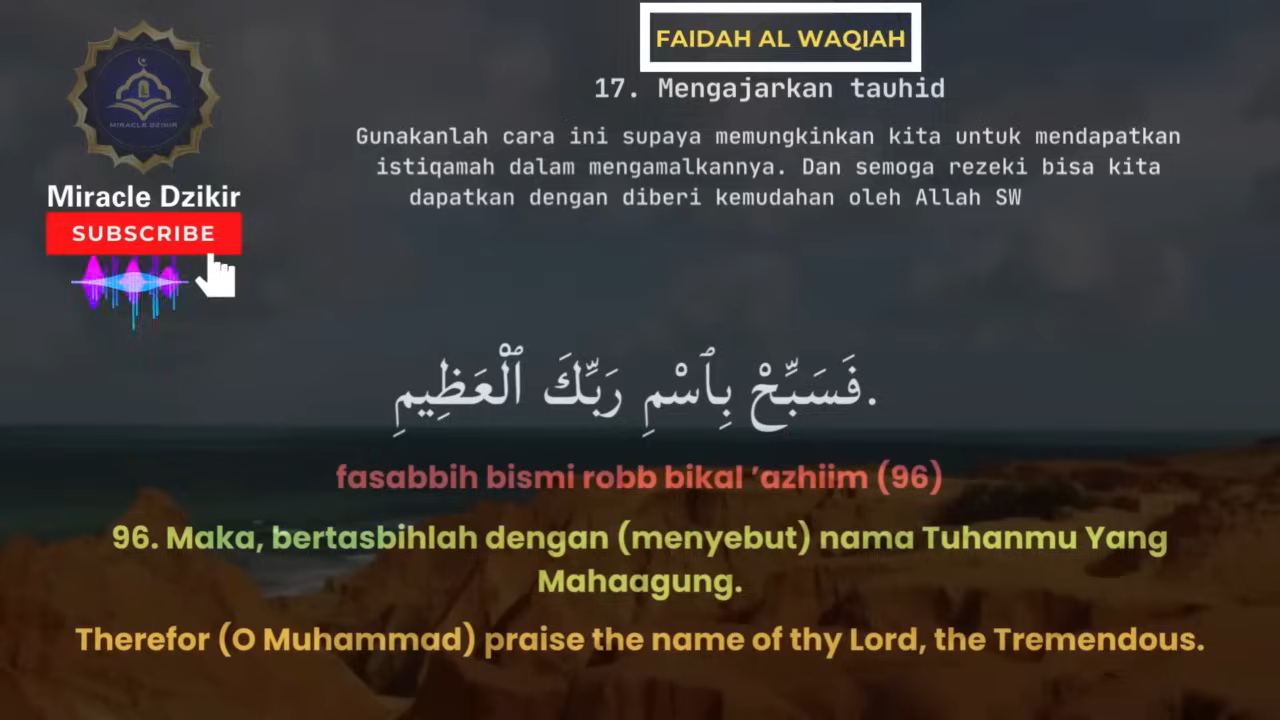 FAIDAH AL WAQIAH
17. Mengajarkan tauhid
Gunakanlah cara ini supaya memungkinkan kita untuk mendapatkan
istiqamah dalam mengamalkannya. Dan semoga rezeki bisa kita
dapatkan dengan diberi kemudahan oleh Allah SW
MIRACLE DZIKIR
Miracle Dzikir
SUBSCRIBE
فَسَبِّحْ بِٱسْمِ رَبِّكَ ٱلْعَظِيمِ.
fasabbih bismi robb bikal ’azhiim (96)
96. Maka, bertasbihlah dengan (menyebut) nama Tuhanmu Yang
Mahaagung.
Therefor (O Muhammad) praise the name of thy Lord, the Tremendous.